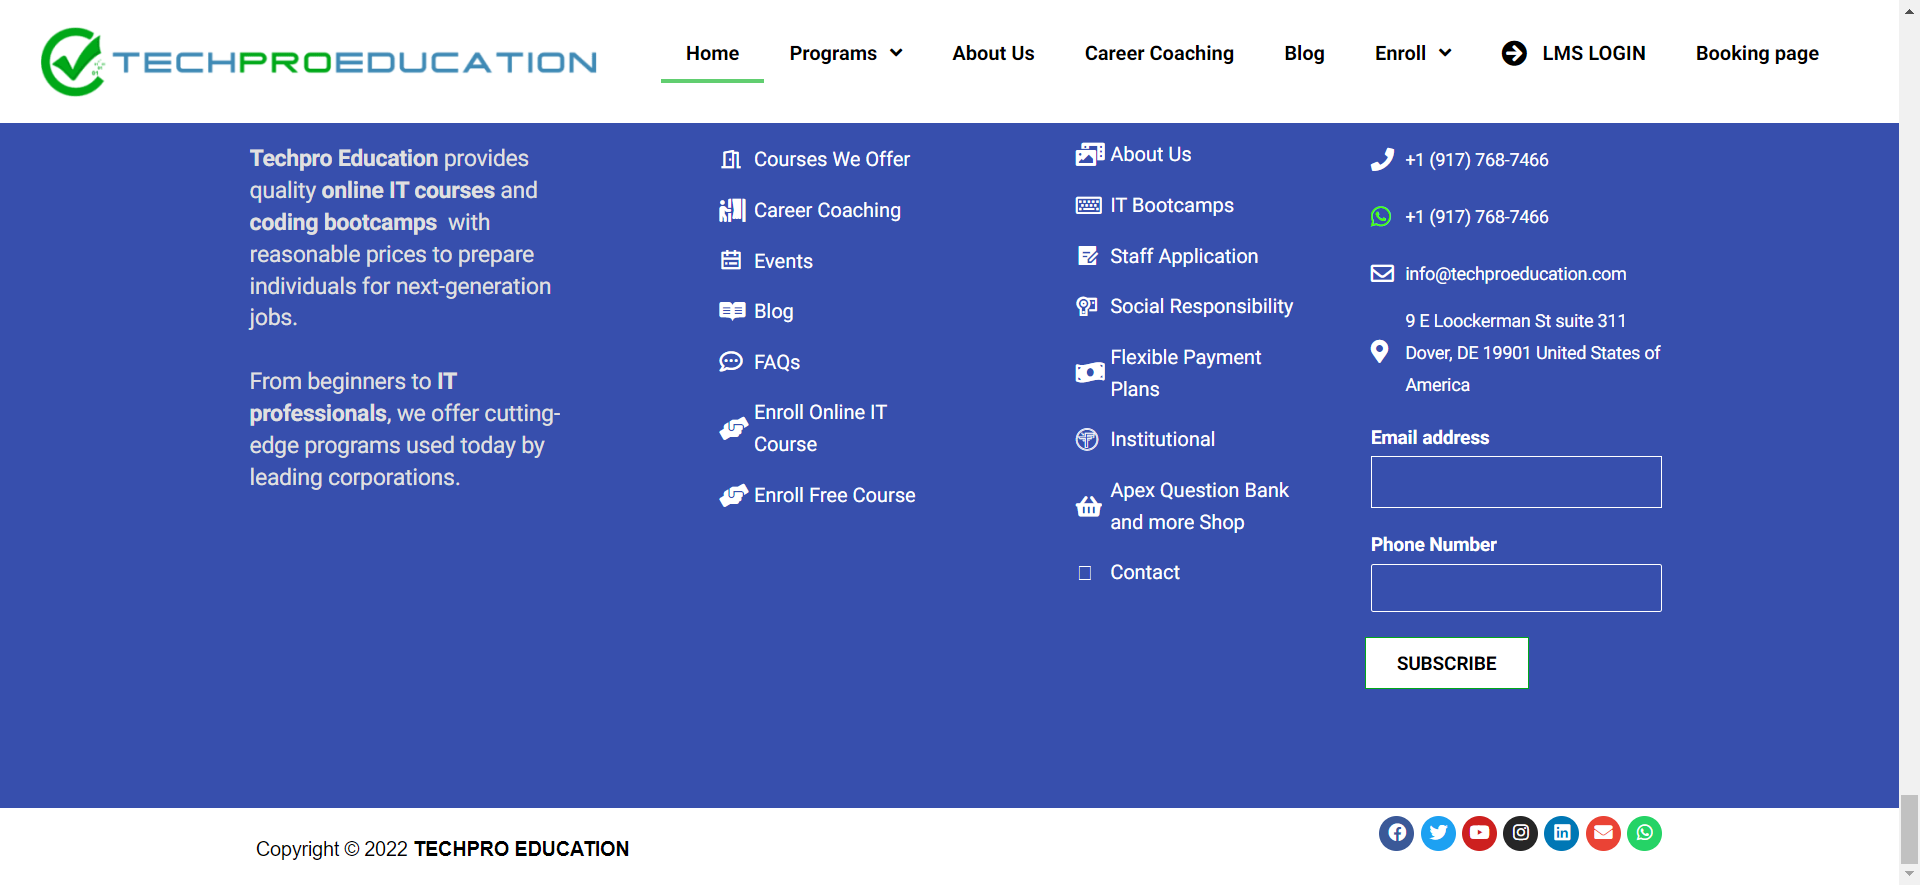 TECHPROEDUCATION
Home
Programs
About Us
Career Coaching
Blog
Enroll
LMS LOGIN
Booking page
Techpro Education provides
quality online IT courses and
coding bootcamps with
reasonable prices to prepare
individuals for next-generation
jobs.
From beginners to IT
professionals, we offer cutting-
edge programs used today by
leading corporations.
Courses We Offer
Career Coaching
Events
Blog
FAQs
Enroll Online IT
Course
Enroll Free Course
About Us
IT Bootcamps
Staff Application
Social Responsibility
Flexible Payment
Plans
Institutional
Apex Question Bank
and more Shop
Contact
+1 (917) 768-7466
+1 (917) 768-7466
info@techproeducation.com
9 E Loockerman St suite 311
Dover, DE 19901 United States of
America
Email address
Phone Number
SUBSCRIBE
Copyright © 2022 TECHPRO EDUCATION